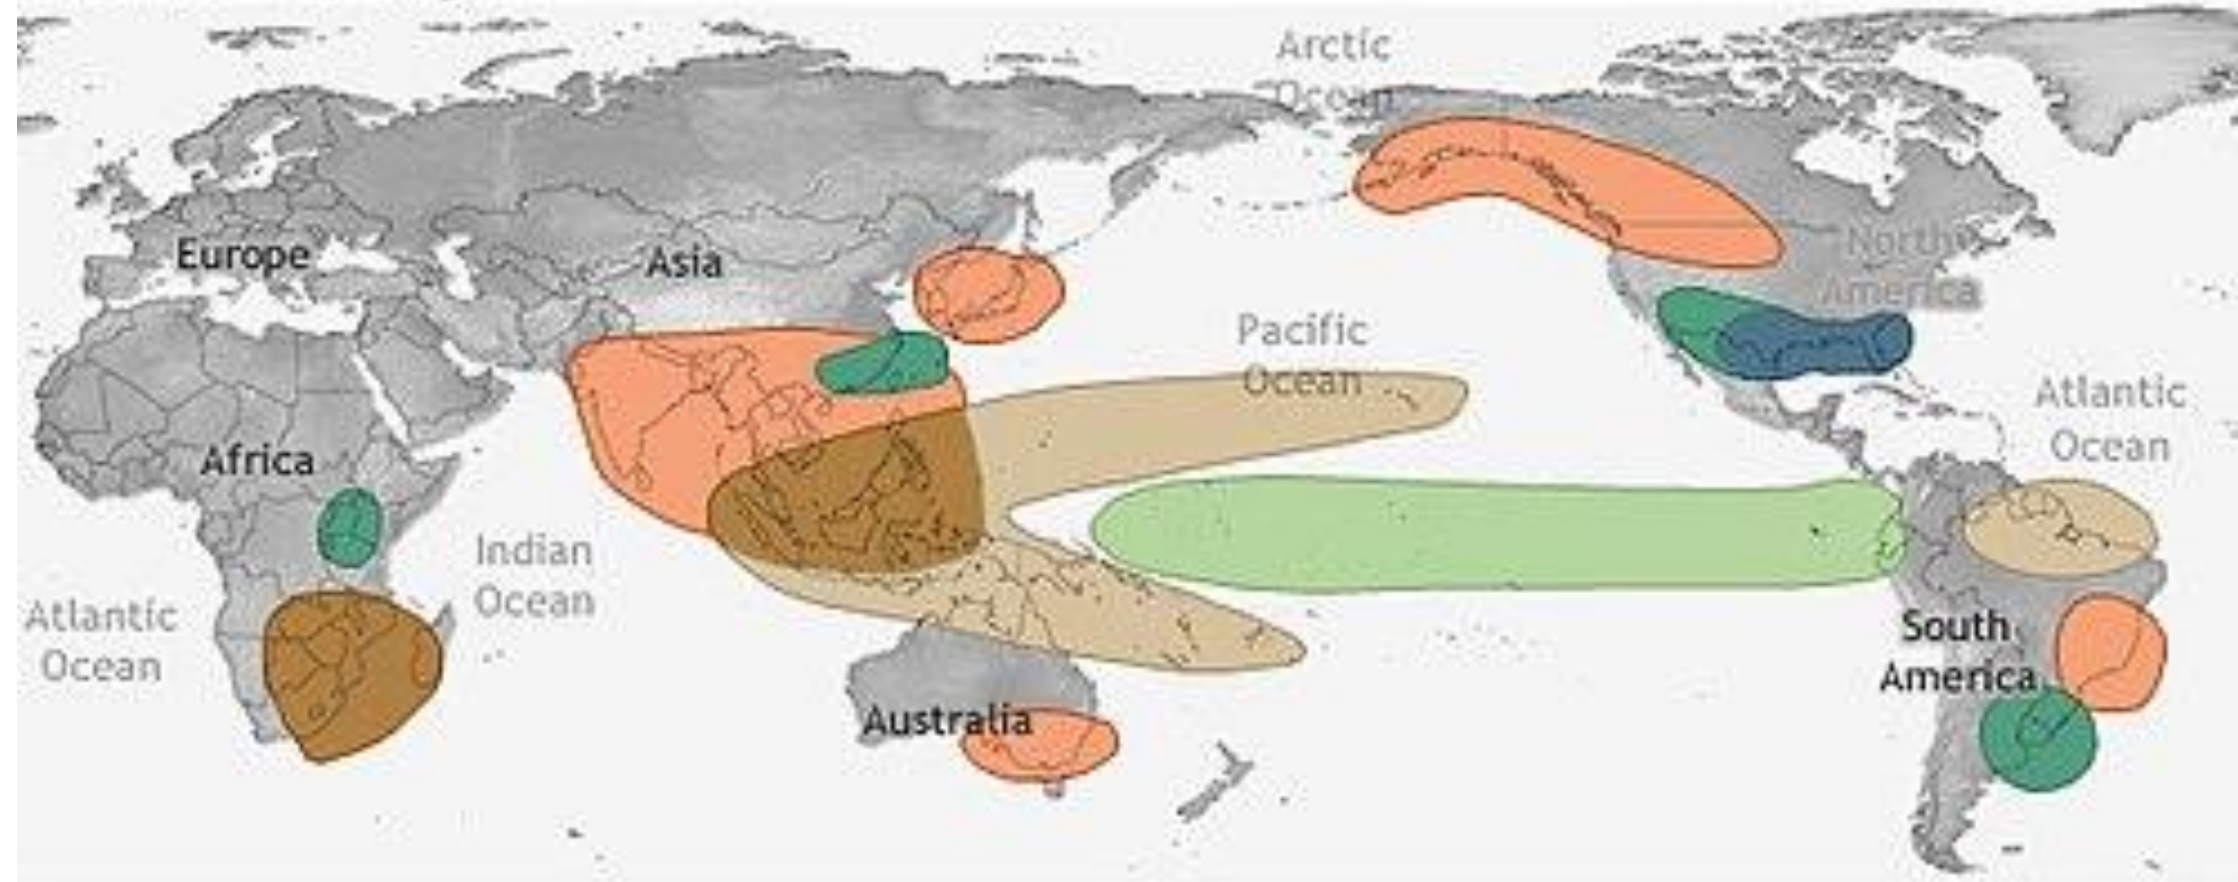 Arctic
Ocean
Europe
Asia
North
America
Pacific
Ocean
Atlantic
Ocean
Africa
Indian
Ocean
Atlantic
Ocean
South
America
Australia